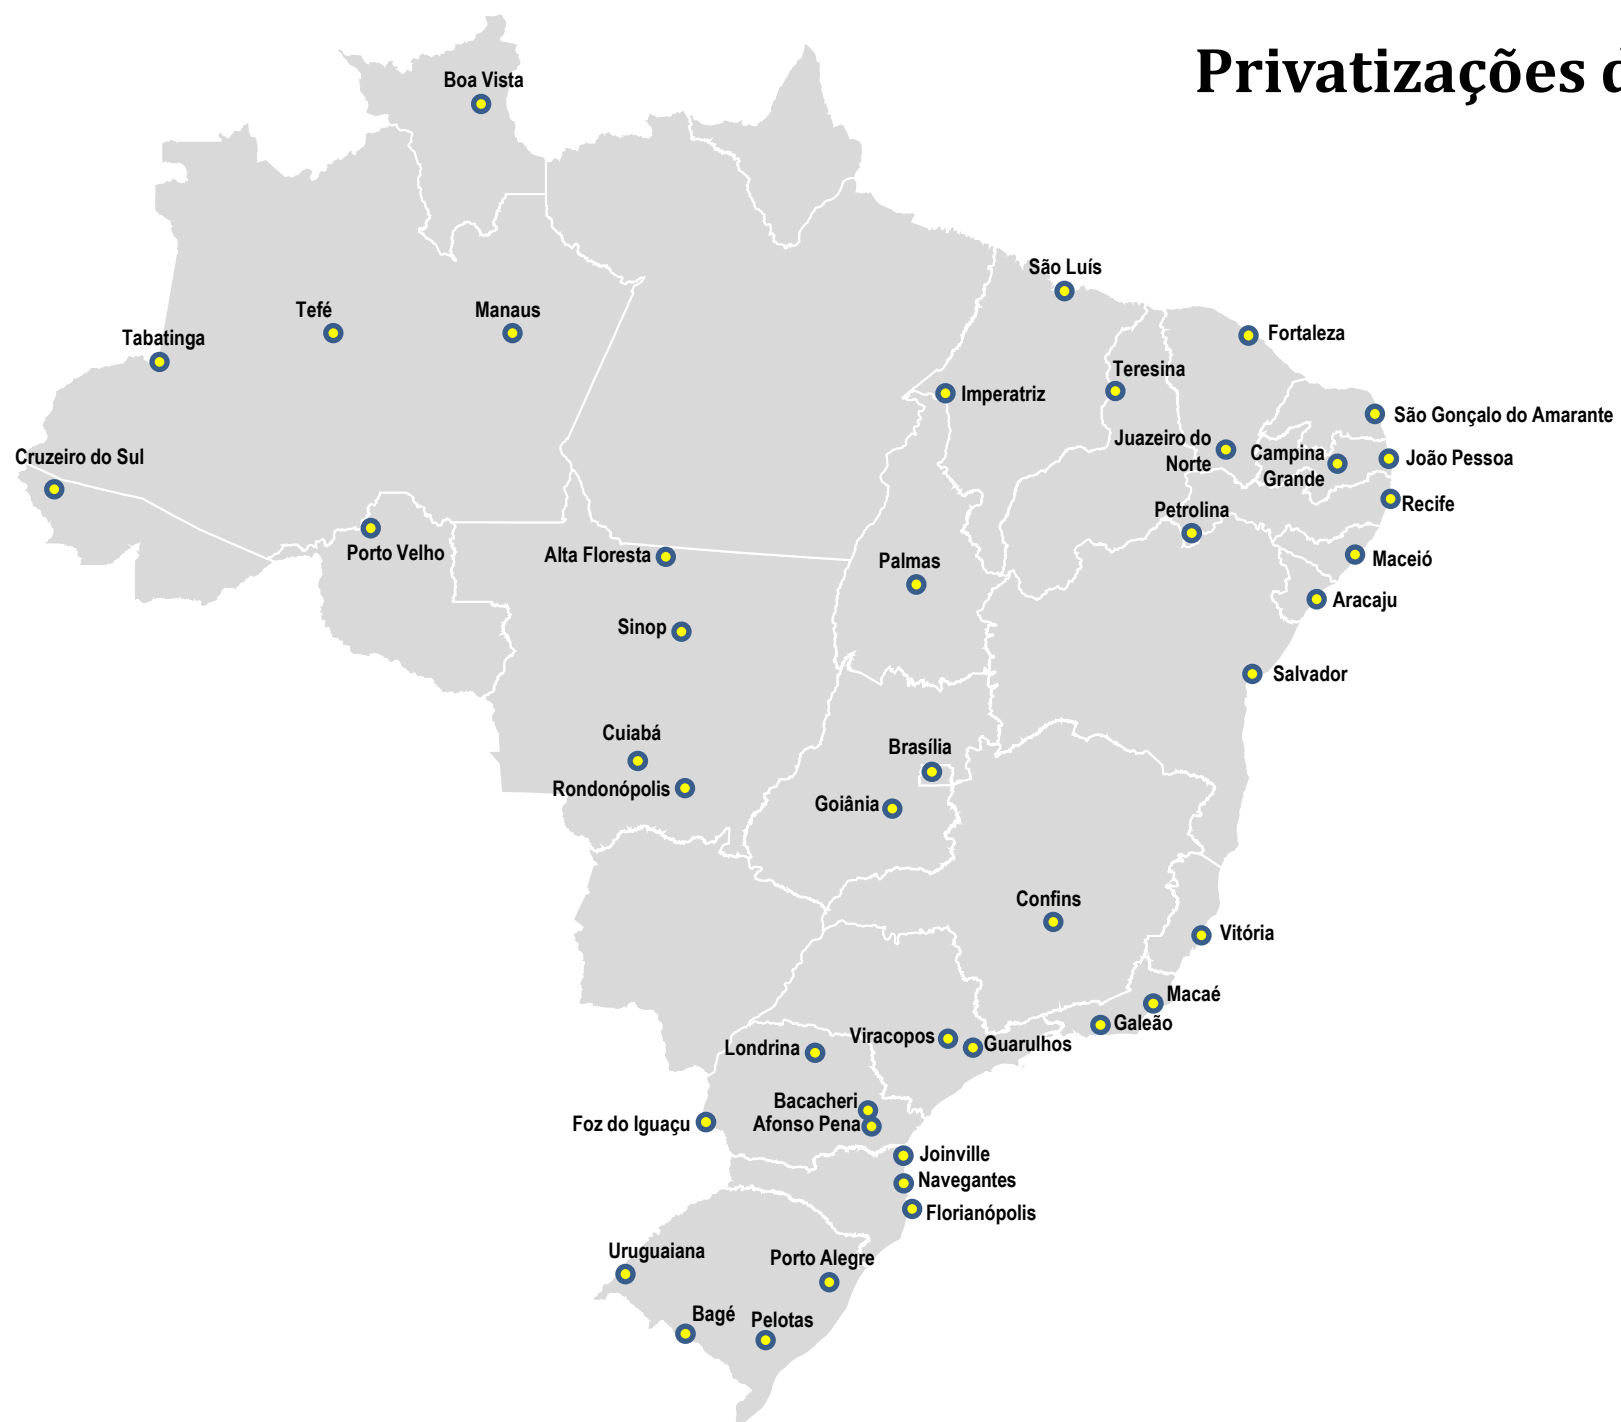 Privatizações d
Boa Vista
São Luís
Tefé
Manaus
Tabatinga
Fortaleza
Teresina
Imperatriz
São Gonçalo do Amarante
Juazeiro do
Norte
Campina
Grande
João Pessoa
Cruzeiro do Sul
Recife
Petrolina
Porto Velho
Alta Floresta
Palmas
Maceió
Aracaju
Sinop
Salvador
Cuiabá
Brasília
Rondonópolis
Goiânia
Confins
Vitória
Macaé
Galeão
Viracopos
Guarulhos
Londrina
Bacacheri
Foz do Iguaçu
Afonso Pena
Joinville
Navegantes
Florianópolis
Uruguaiana
Porto Alegre
Bagé
Pelotas